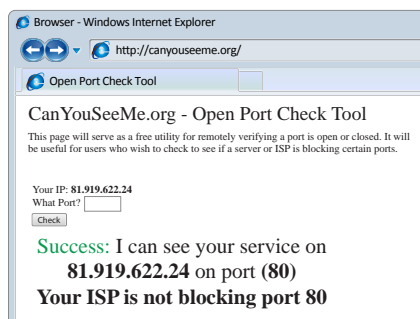 Browser - Windows Internet Explorer
http://canyouseeme.org/
Open Port Check Tool
CanYouSeeMe.org - Open Port Check Tool
This page will serve as a free utility for remotely verifying a port is open or closed. It will
be useful for users who wish to check to see if a server or ISP is blocking certain ports.
Your IP: 81.919.622.24
What Port?
Check
Success: I can see your service on
81.919.622.24 on port (80)
Your ISP is not blocking port 80